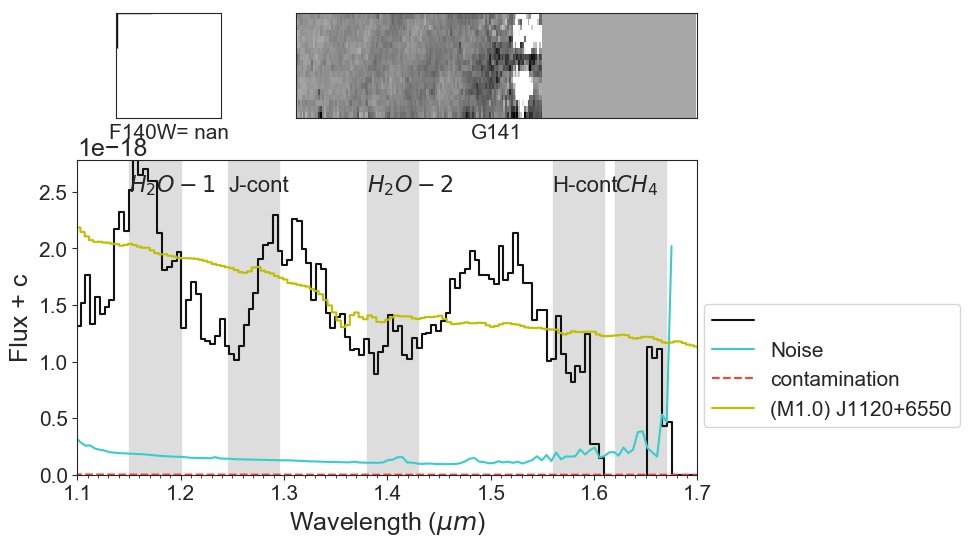 F140W= nan
G141
1e−18
H₂O − 1
J-cont
H₂O − 2
H-cont
CH₄
2.5
2.0
1.5
1.0
0.5
0.0
Flux + c
1.1
1.2
1.3
1.4
1.5
1.6
1.7
Wavelength (μm)
Noise
contamination
(M1.0) J1120+6550